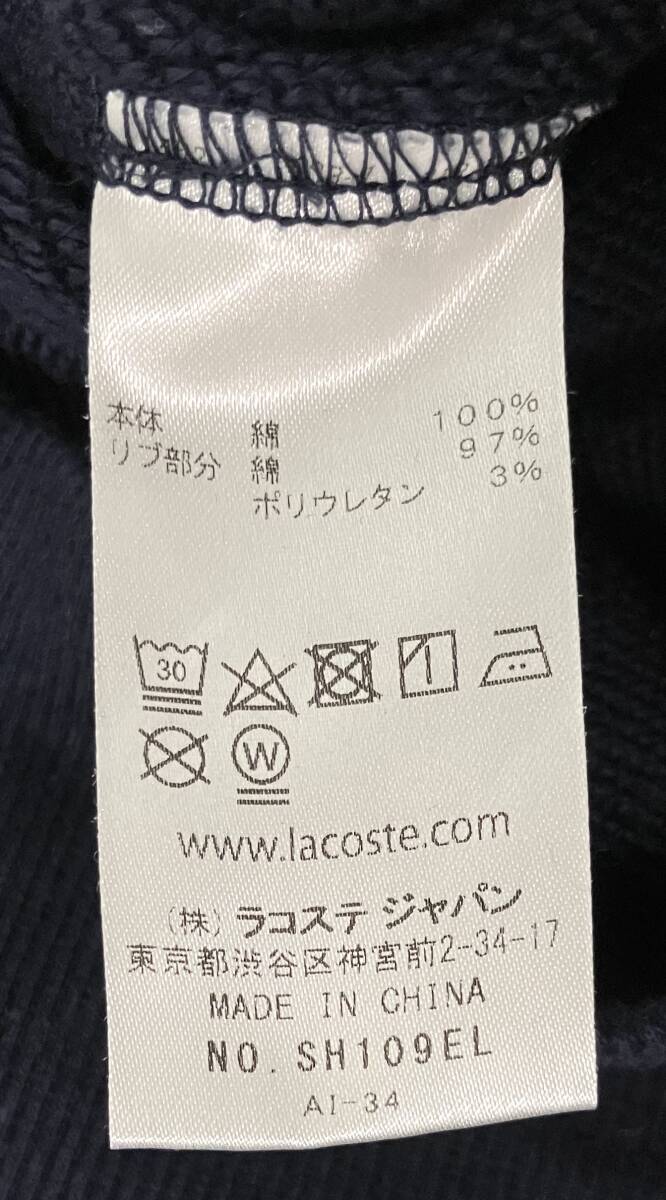 本体 綿 100%
リブ部分 綿 97%
ポリウレタン 3%
30
W
www.lacoste.com
(株) ラコステ ジャパン
東京都渋谷区神宮前2-34-17
MADE IN CHINA
NO. SH109EL
AI-34